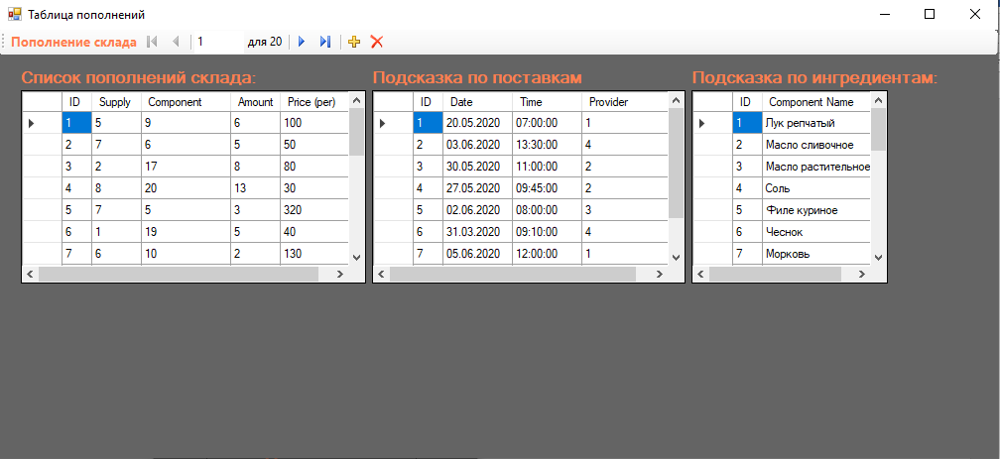 Таблица пополнений
Пополнение склада 1 для 20
Список пополнений склада:
ID Supply Component Amount Price (per)
1 5 9 6 100
2 7 6 5 50
3 2 17 8 80
4 8 20 13 30
5 7 5 3 320
6 1 19 5 40
7 6 10 2 130
Подсказка по поставкам
ID Date Time Provider
1 20.05.2020 07:00:00 1
2 03.06.2020 13:30:00 4
3 30.05.2020 11:00:00 2
4 27.05.2020 09:45:00 2
5 02.06.2020 08:00:00 3
6 31.03.2020 09:10:00 4
7 05.06.2020 12:00:00 1
Подсказка по ингредиентам:
ID Component Name
1 Лук репчатый
2 Масло сливочное
3 Масло растительное
4 Соль
5 Филе куриное
6 Чеснок
7 Морковь